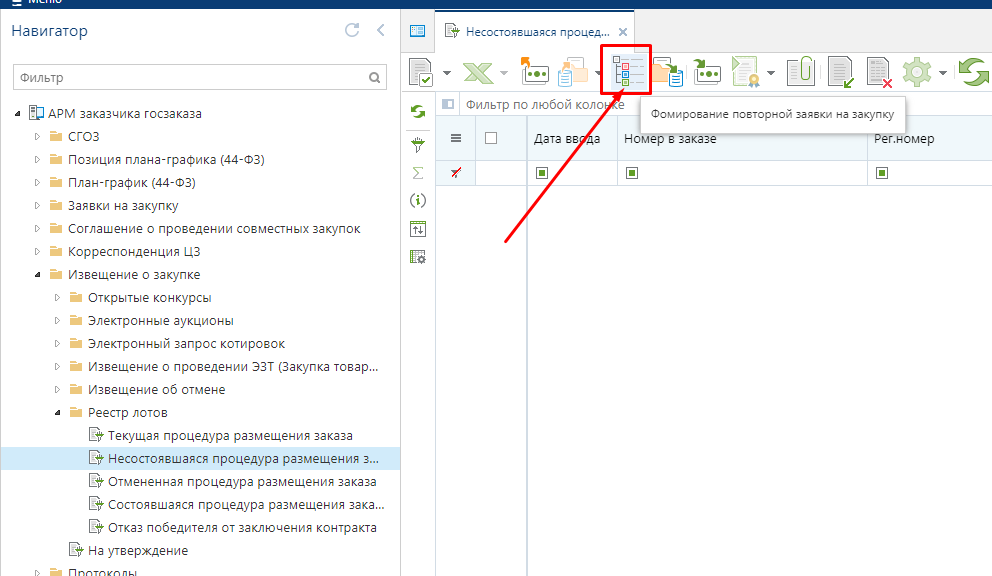 Меню
Навигатор
Несостоявшаяся процед...
Фильтр
Фильтр по любой колонке
Фомирование повторной заявки на закупку
Дата ввода
Номер в заказе
Рег.номер
АРМ заказчика госзаказа
СГОЗ
Позиция плана-графика (44-ФЗ)
План-график (44-ФЗ)
Заявки на закупку
Соглашение о проведении совместных закупок
Корреспонденция ЦЗ
Извещение о закупке
Открытые конкурсы
Электронные аукционы
Электронный запрос котировок
Извещение о проведении ЭЗТ (Закупка товар...
Извещение об отмене
Реестр лотов
Текущая процедура размещения заказа
Несостоявшаяся процедура размещения з...
Отмененная процедура размещения заказа
Состоявшаяся процедура размещения зака...
Отказ победителя от заключения контракта
На утверждение
Протоколы